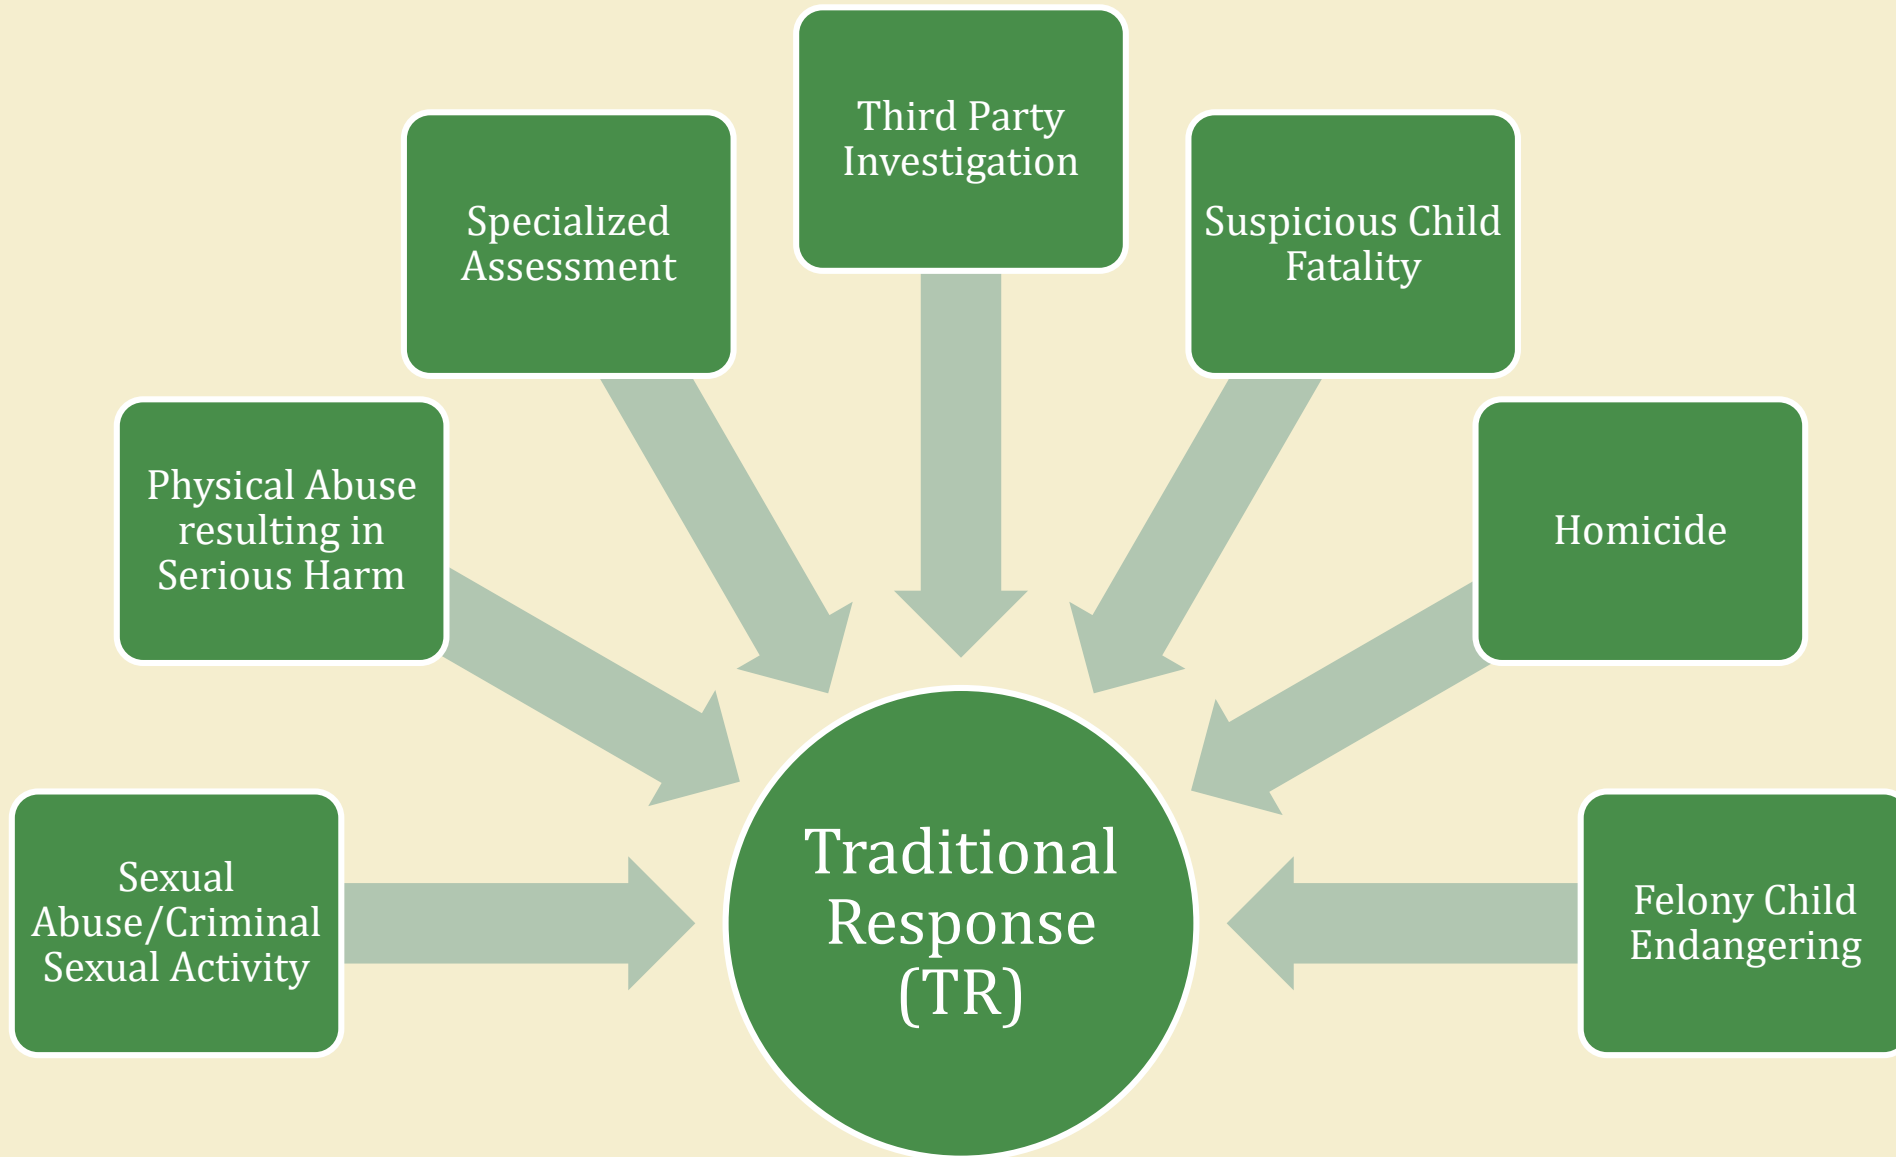 Third Party
Investigation
Specialized
Assessment
Suspicious Child
Fatality
Physical Abuse
resulting in
Serious Harm
Homicide
Sexual
Abuse/Criminal
Sexual Activity
Traditional
Response
(TR)
Felony Child
Endangering